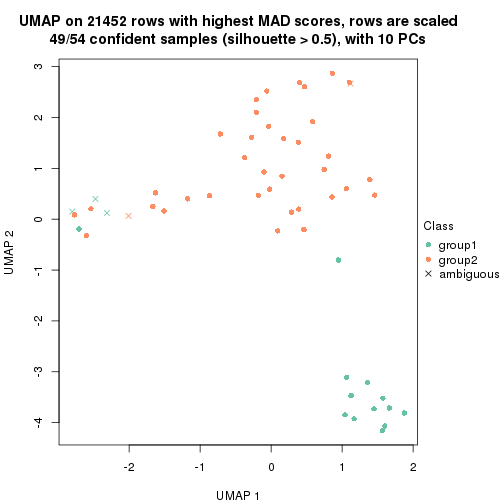 UMAP on 21452 rows with highest MAD scores, rows are scaled
49/54 confident samples (silhouette > 0.5), with 10 PCs
3
2
1
0
-1
-2
-3
-4
UMAP 2
-2
-1
0
1
2
UMAP 1
Class
group1
group2
ambiguous